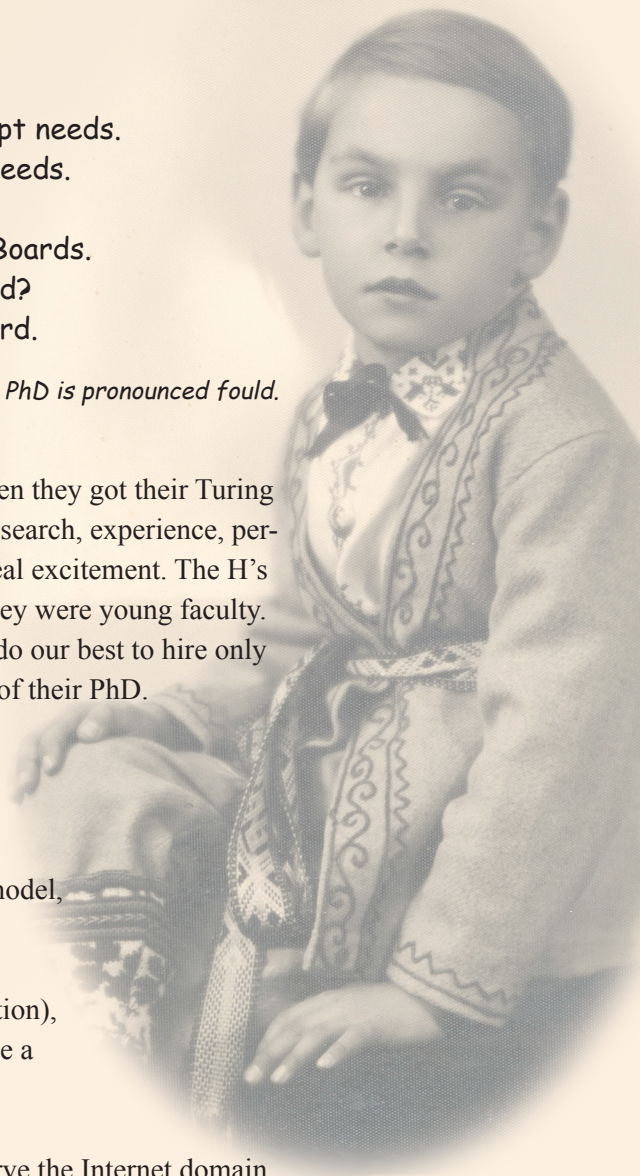 pt needs.
eeds.
Boards.
d?
rd.
PhD is pronounced fould.
en they got their Turing
search, experience, per-
eal excitement. The H's
ey were young faculty.
do our best to hire only
of their PhD.
nodel,
tion),
e a
rve the Internet domain